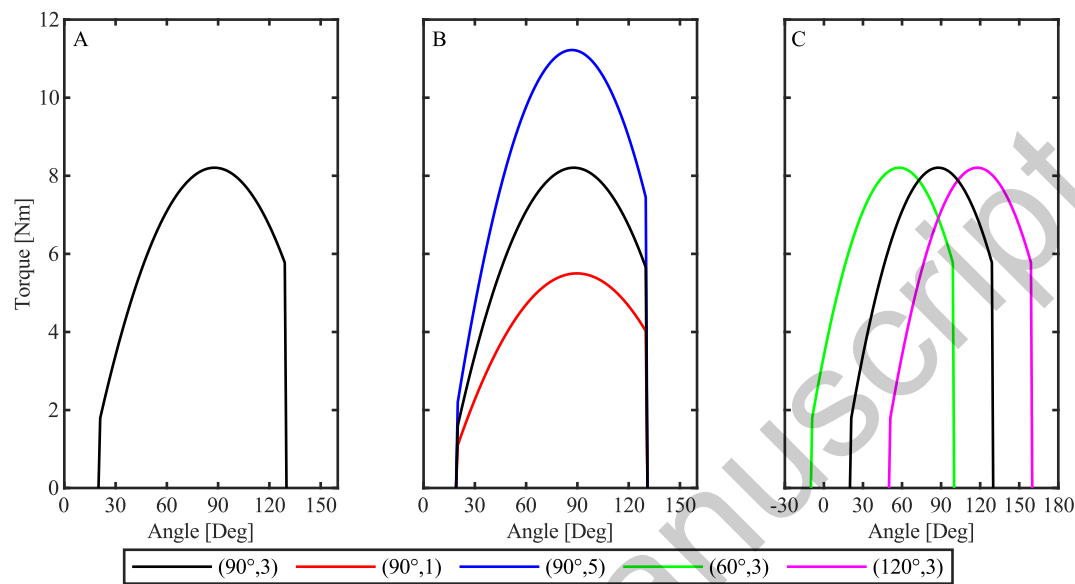 A
B
C
12
10
8
6
4
2
0
Torque [Nm]
0 30 60 90 120 150
0 30 60 90 120 150
-30 0 30 60 90 120 150 180
Angle [Deg]
Angle [Deg]
Angle [Deg]
(90°,3) (90°,1) (90°,5) (60°,3) (120°,3)
anuscript